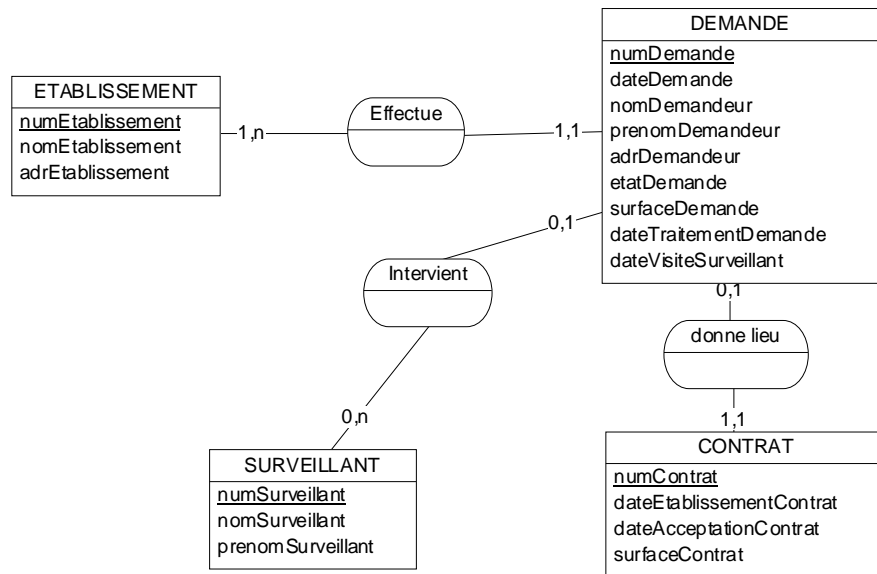 DEMANDE
numDemande
dateDemande
nomDemandeur
prenomDemandeur
adrDemandeur
etatDemande
surfaceDemande
dateTraitementDemande
dateVisiteSurveillant
ETABLISSEMENT
numEtablissement
nomEtablissement
adrEtablissement
1,n
Effectue
1,1
0,1
Intervient
0,n
0,1
donne lieu
1,1
SURVEILLANT
numSurveillant
nomSurveillant
prenomSurveillant
CONTRAT
numContrat
dateEtablissementContrat
dateAcceptationContrat
surfaceContrat